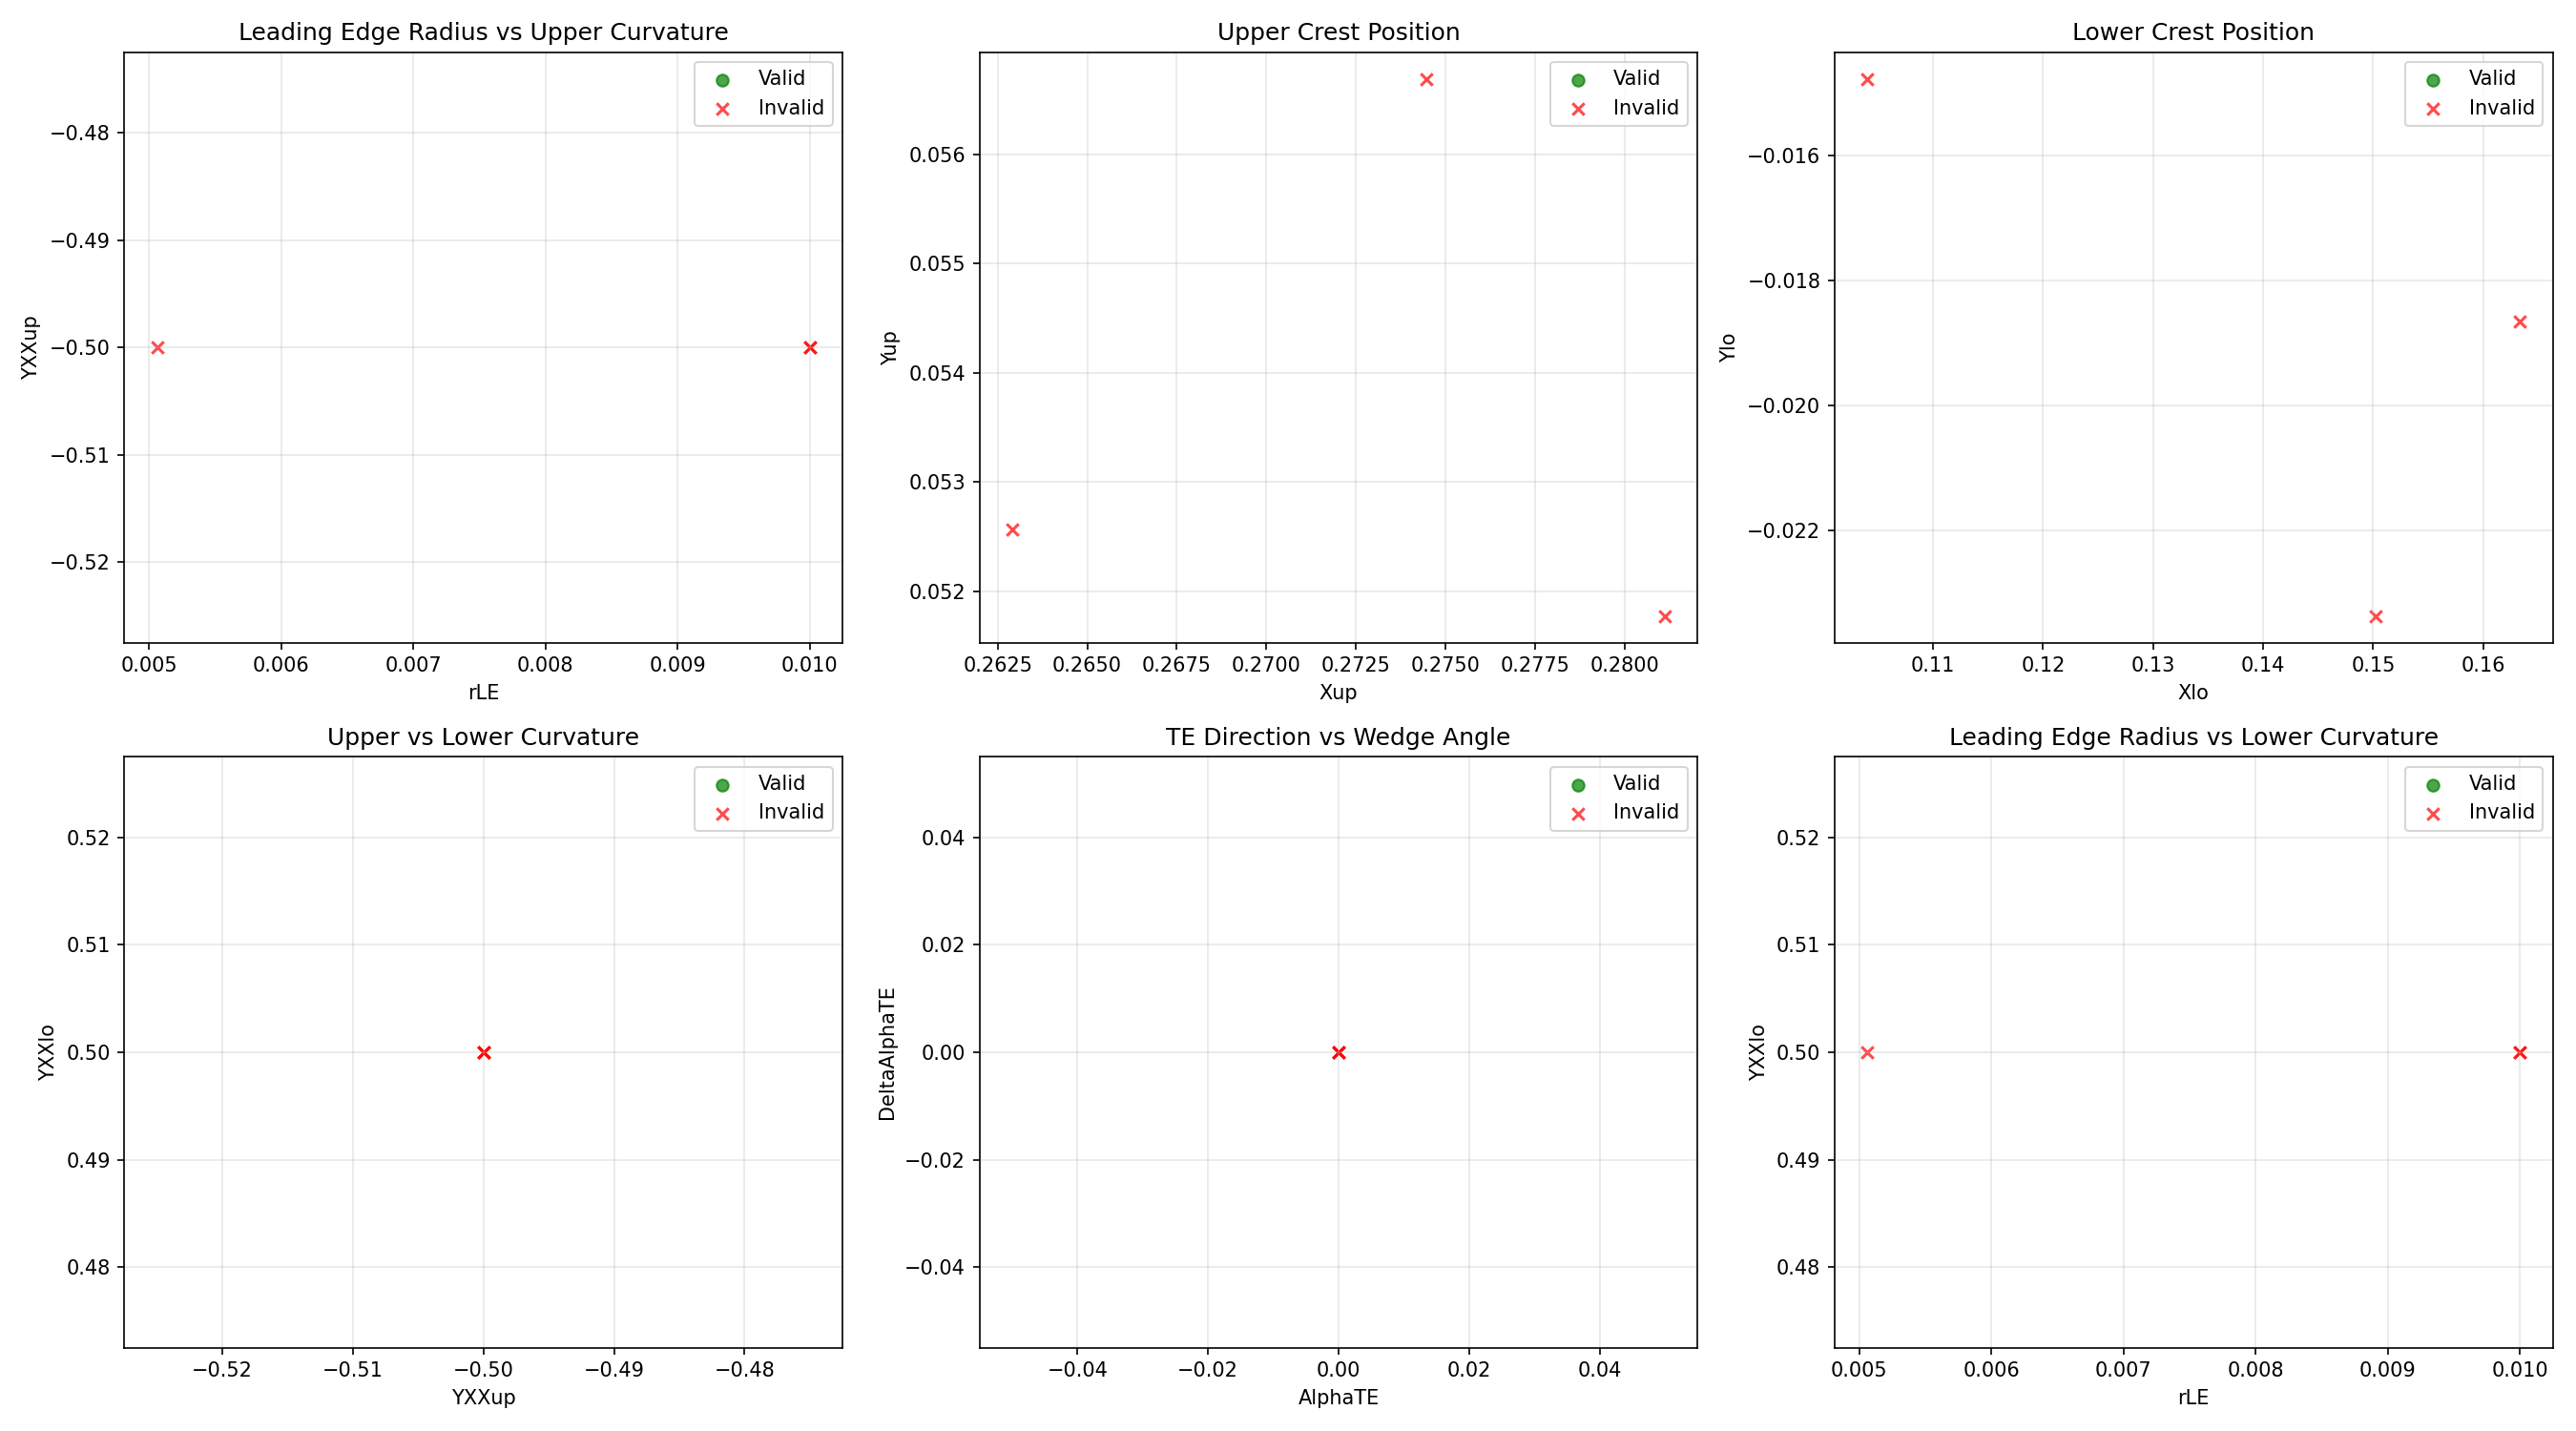 Leading Edge Radius vs Upper Curvature
Valid
Invalid
−0.48
−0.49
−0.50
−0.51
−0.52
YXXup
0.005 0.006 0.007 0.008 0.009 0.010
rLE
Upper Crest Position
Valid
Invalid
0.056
0.055
0.054
0.053
0.052
Yup
0.2625 0.2650 0.2675 0.2700 0.2725 0.2750 0.2775 0.2800
Xup
Lower Crest Position
Valid
Invalid
−0.016
−0.018
−0.020
−0.022
Ylo
0.11 0.12 0.13 0.14 0.15 0.16
Xlo
Upper vs Lower Curvature
Valid
Invalid
0.52
0.51
0.50
0.49
0.48
YXXlo
−0.52 −0.51 −0.50 −0.49 −0.48
YXXup
TE Direction vs Wedge Angle
Valid
Invalid
0.04
0.02
0.00
−0.02
−0.04
DeltaAlphaTE
−0.04 −0.02 0.00 0.02 0.04
AlphaTE
Leading Edge Radius vs Lower Curvature
Valid
Invalid
0.52
0.51
0.50
0.49
0.48
YXXlo
0.005 0.006 0.007 0.008 0.009 0.010
rLE